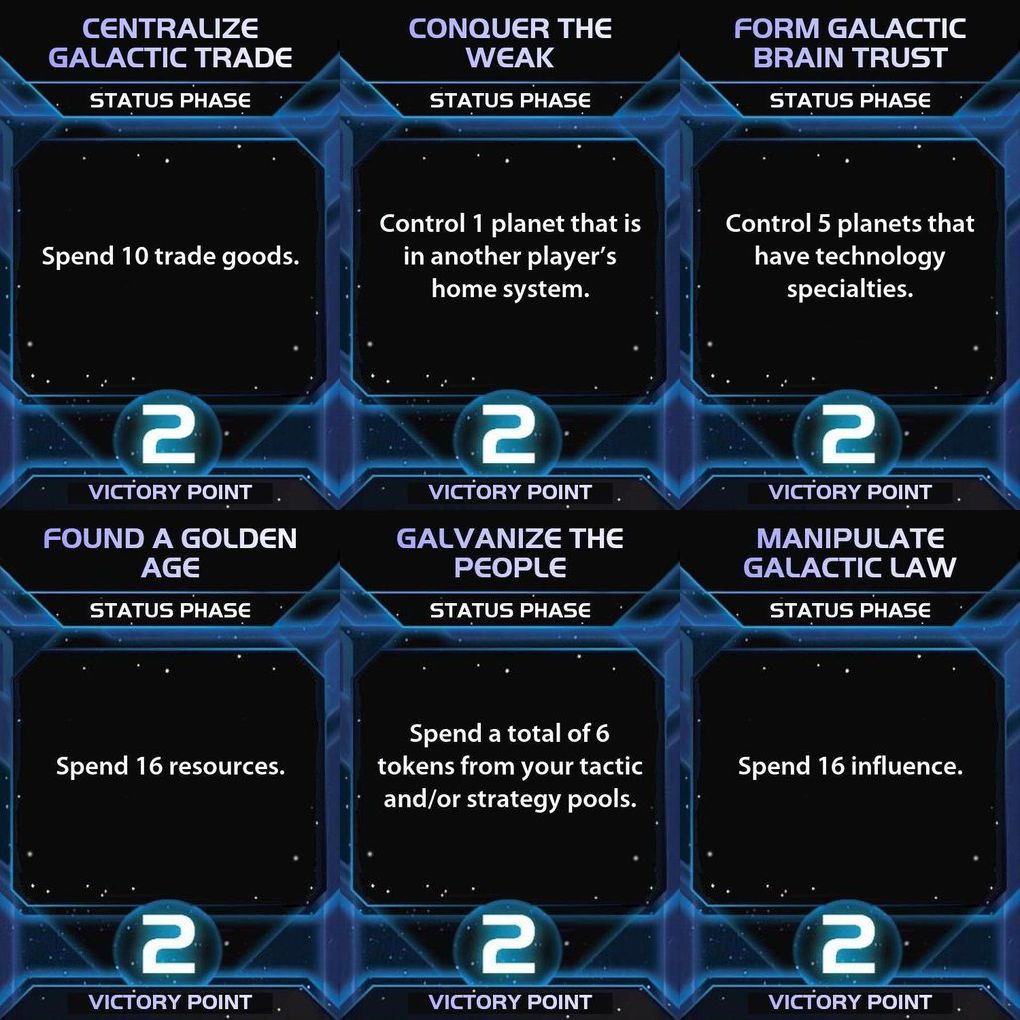 CENTRALIZE
GALACTIC TRADE
STATUS PHASE
Spend 10 trade goods.
2
VICTORY POINT
CONQUER THE
WEAK
STATUS PHASE
Control 1 planet that is
in another player’s
home system.
2
VICTORY POINT
FORM GALACTIC
BRAIN TRUST
STATUS PHASE
Control 5 planets that
have technology
specialties.
2
VICTORY POINT
FOUND A GOLDEN
AGE
STATUS PHASE
Spend 16 resources.
2
VICTORY POINT
GALVANIZE THE
PEOPLE
STATUS PHASE
Spend a total of 6
tokens from your tactic
and/or strategy pools.
2
VICTORY POINT
MANIPULATE
GALACTIC LAW
STATUS PHASE
Spend 16 influence.
2
VICTORY POINT